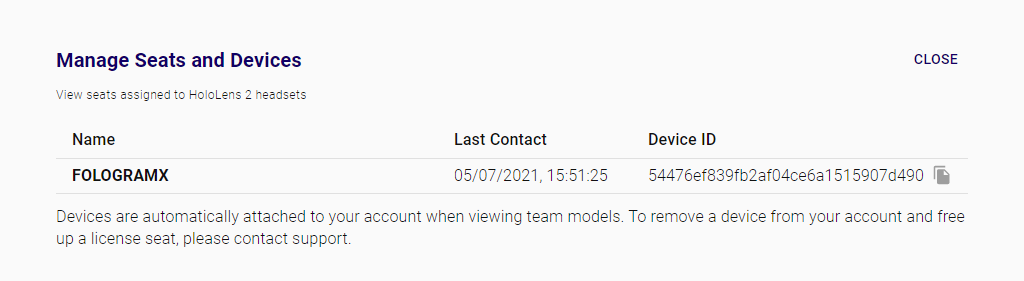 Manage Seats and Devices
CLOSE
View seats assigned to HoloLens 2 headsets
Name Last Contact Device ID
FOLOGRAMX 05/07/2021, 15:51:25 54476ef839fb2af04ce6a1515907d490
Devices are automatically attached to your account when viewing team models. To remove a device from your account and free
up a license seat, please contact support.